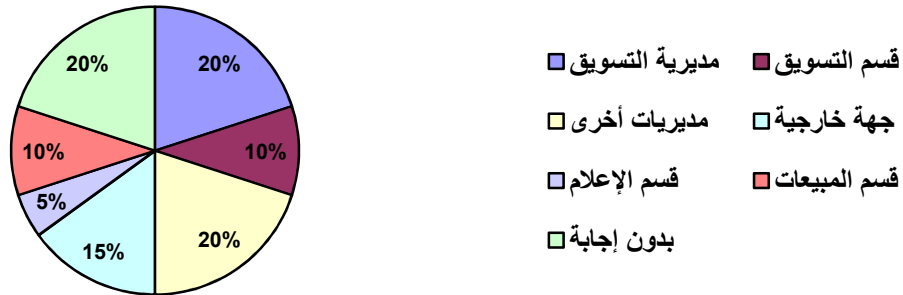 20%
20%
10%
10%
5%
15%
20%
مديرية التسويق
قسم التسويق
مديريات أخرى
جهة خارجية
قسم الإعلام
قسم المبيعات
بدون إجابة